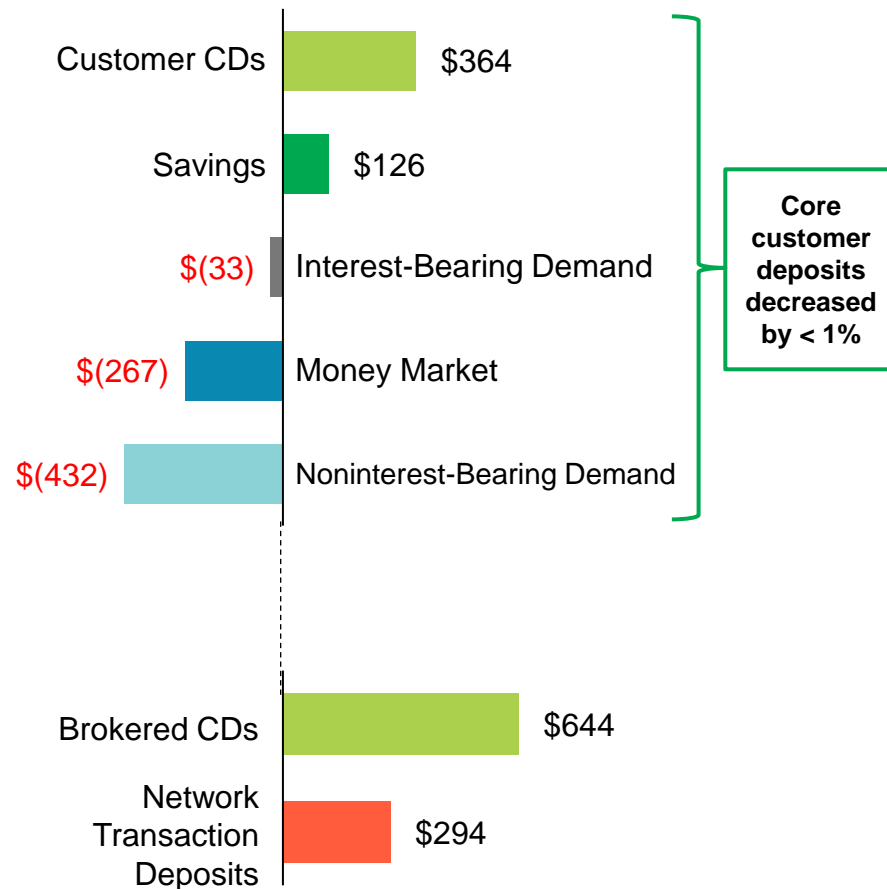 Customer CDs $364
Savings $126
$(33) Interest-Bearing Demand
$(267) Money Market
$(432) Noninterest-Bearing Demand
Core
customer
deposits
decreased
by < 1%
Brokered CDs $644
Network
Transaction
Deposits
$294